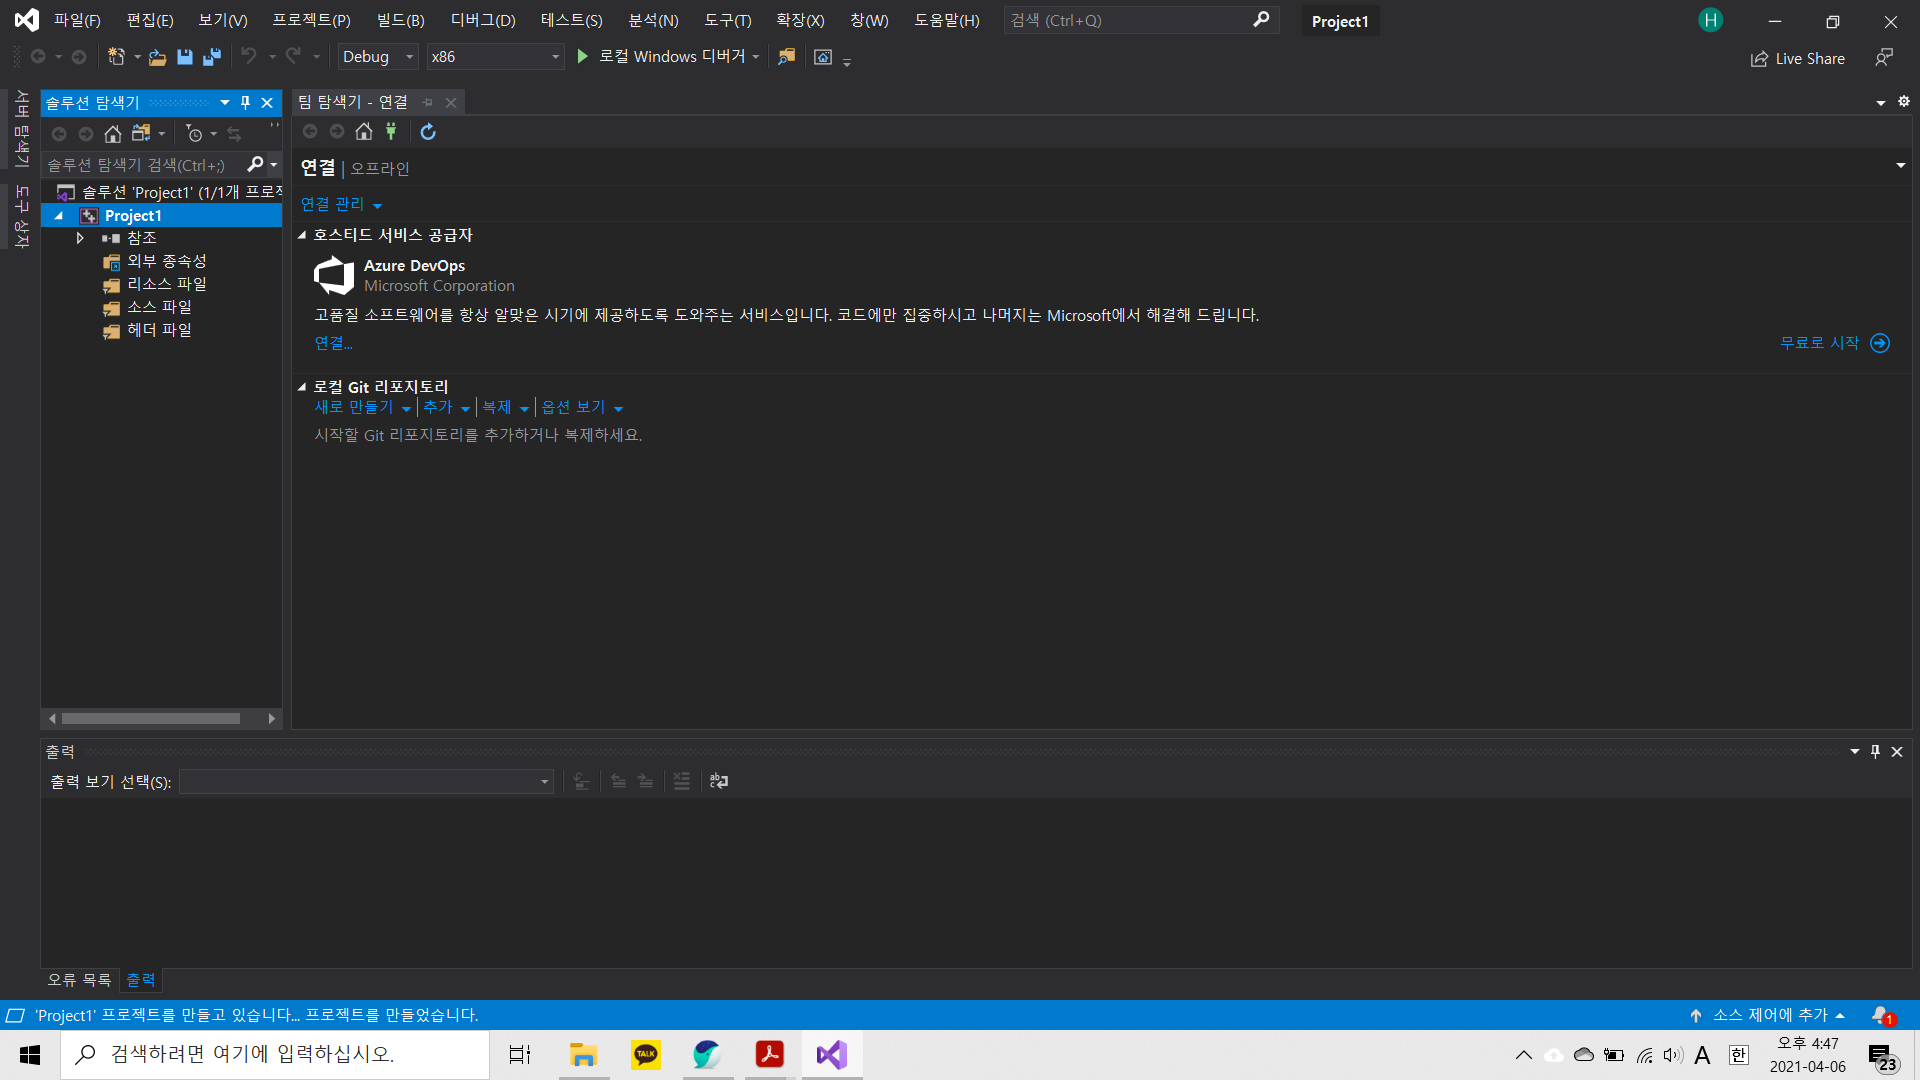 파일(F) 편집(E) 보기(V) 프로젝트(P) 빌드(B) 디버그(D) 테스트(S) 분석(N) 도구(T) 확장(X) 창(W) 도움말(H) 검색 (Ctrl+Q) Project1 H
Debug x86 로컬 Windows 디버거 Live Share
서버 탐색기
도구 상자
솔루션 탐색기
솔루션 탐색기 검색(Ctrl+;)
솔루션 'Project1' (1/1개 프로젝
Project1
참조
외부 종속성
리소스 파일
소스 파일
헤더 파일
팀 탐색기 - 연결
연결 | 오프라인
연결 관리
호스티드 서비스 공급자
Azure DevOps
Microsoft Corporation
고품질 소프트웨어를 항상 알맞은 시기에 제공하도록 도와주는 서비스입니다. 코드에만 집중하시고 나머지는 Microsoft에서 해결해 드립니다.
연결... 무료로 시작
로컬 Git 리포지토리
새로 만들기 추가 복제 옵션 보기
시작할 Git 리포지토리를 추가하거나 복제하세요.
출력
출력 보기 선택(S):
오류 목록 출력
'Project1' 프로젝트를 만들고 있습니다... 프로젝트를 만들었습니다. 소스 제어에 추가 1
검색하려면 여기에 입력하십시오. TALK A 한 오후 4:47
2021-04-06 23